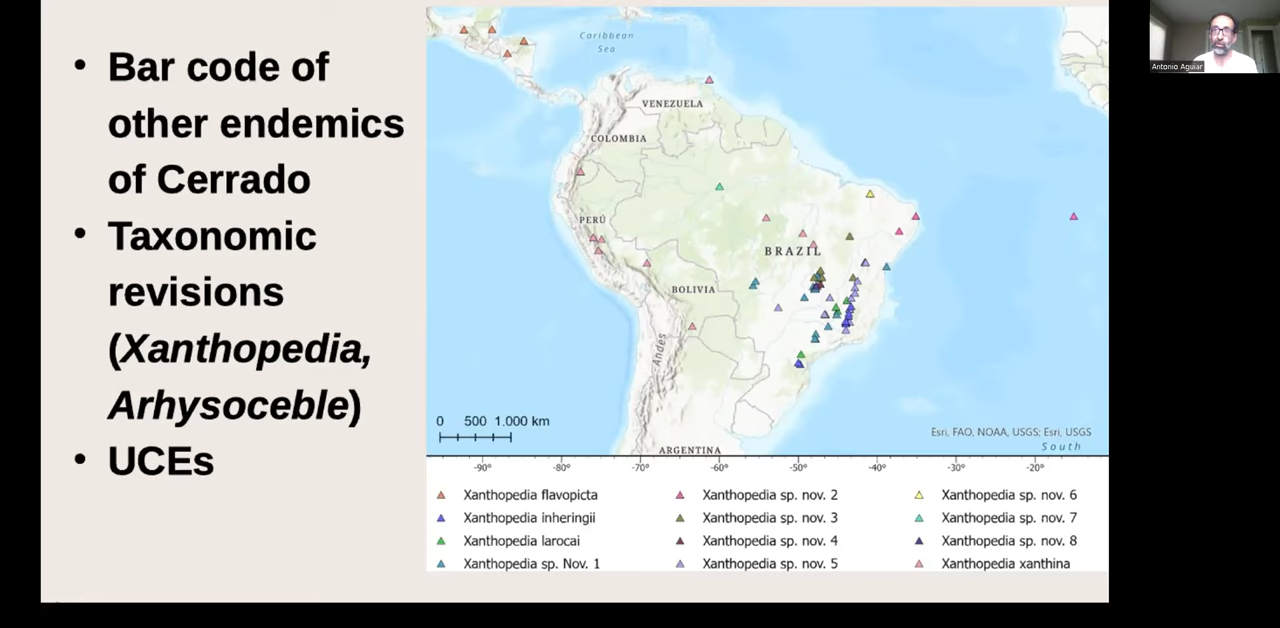 • Bar code of
other endemics
of Cerrado
• Taxonomic
revisions
(Xanthopedia,
Arhysoceble)
• UCEs
Caribbean
Sea
VENEZUELA
COLOMBIA
PERÚ
BRAZIL
BOLIVIA
Andes
ARGENTINA
0 500 1.000 km
Esri, FAO, NOAA, USGS; Esri, USGS
South
-90° -80° -70° -60° -50° -40° -30° -20°
Xanthopedia flavopicta
Xanthopedia inheringii
Xanthopedia larocai
Xanthopedia sp. Nov. 1
Xanthopedia sp. nov. 2
Xanthopedia sp. nov. 3
Xanthopedia sp. nov. 4
Xanthopedia sp. nov. 5
Xanthopedia sp. nov. 6
Xanthopedia sp. nov. 7
Xanthopedia sp. nov. 8
Xanthopedia xanthina
Antonio Aguiar